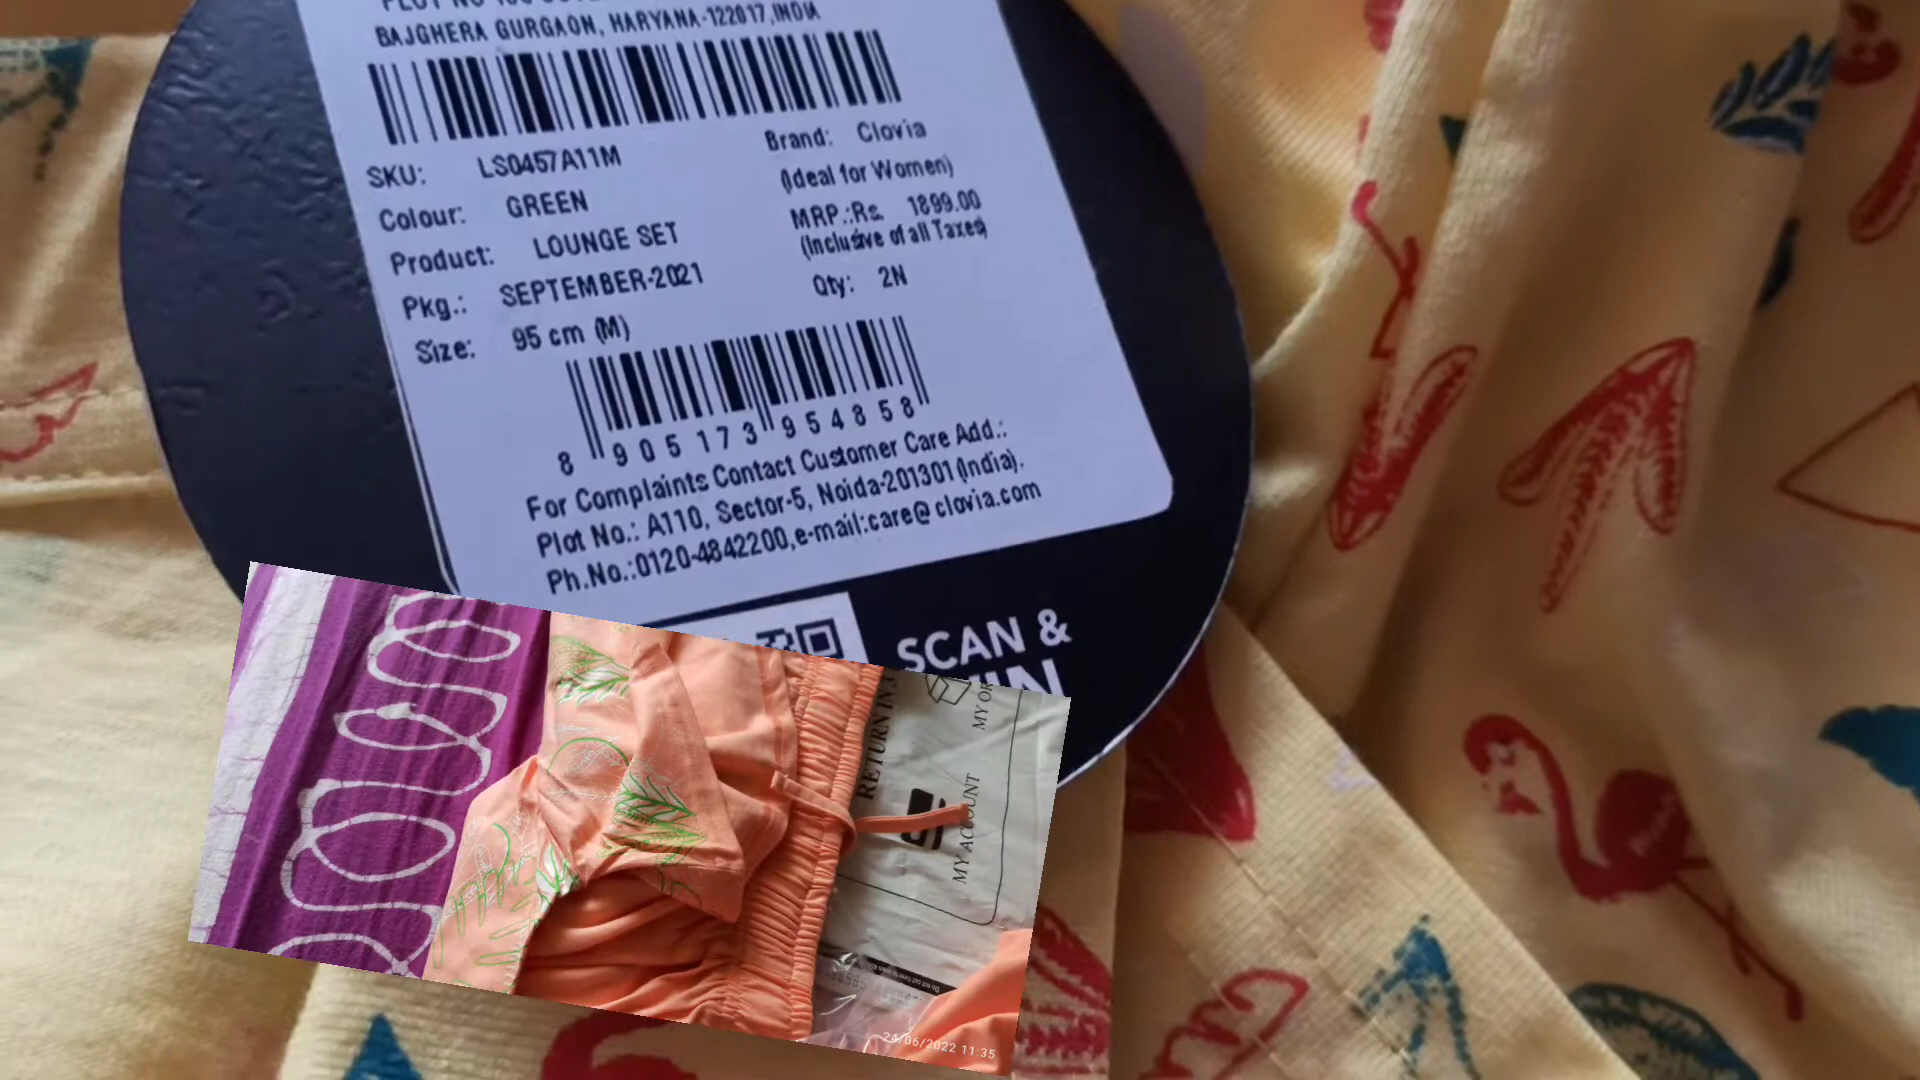 BAJGHERA GURGAON, HARYANA-122017,INDIA
SKU: LS0457A11M
Colour: GREEN
Product: LOUNGE SET
Pkg.: SEPTEMBER-2021
Size: 95 cm (M)
Brand: Clovia
(Ideal for Women)
MRP.:Rs. 1899.00
(Inclusive of all Taxes)
Qty: 2N
8 905173 954858
For Complaints Contact Customer Care Add.:
Plot No.: A110, Sector-5, Noida-201301(India).
Ph.No.:0120-4842200,e-mail:care@clovia.com
SCAN &
RETURN
MY ACCOUNT
MY
24/06/2022 11:35